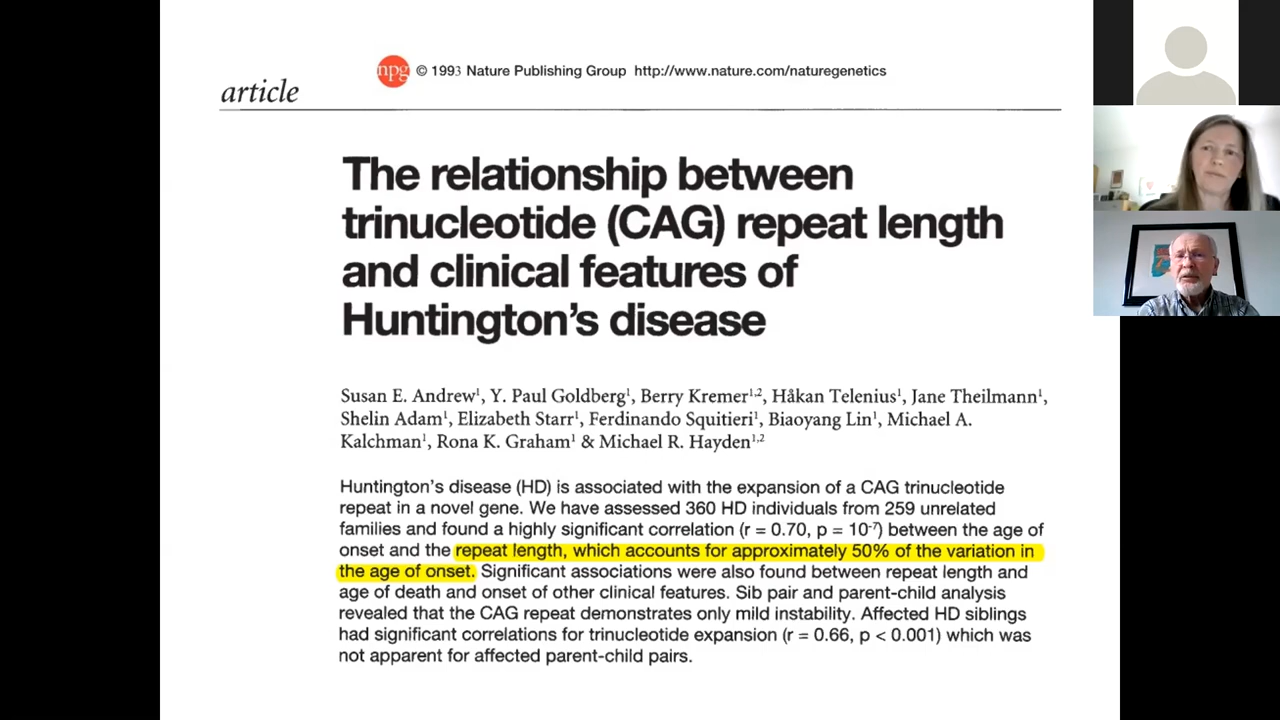 npg © 1993 Nature Publishing Group http://www.nature.com/naturegenetics
article
The relationship between
trinucleotide (CAG) repeat length
and clinical features of
Huntington's disease
Susan E. Andrew¹, Y. Paul Goldberg¹, Berry Kremer¹,², Håkan Telenius¹, Jane Theilmann¹,
Shelin Adam¹, Elizabeth Starr¹, Ferdinando Squitieri¹, Biaoyang Lin¹, Michael A.
Kalchman¹, Rona K. Graham¹ & Michael R. Hayden¹,²
Huntington's disease (HD) is associated with the expansion of a CAG trinucleotide
repeat in a novel gene. We have assessed 360 HD individuals from 259 unrelated
families and found a highly significant correlation (r = 0.70, p = 10⁻⁷) between the age of
onset and the repeat length, which accounts for approximately 50% of the variation in
the age of onset. Significant associations were also found between repeat length and
age of death and onset of other clinical features. Sib pair and parent-child analysis
revealed that the CAG repeat demonstrates only mild instability. Affected HD siblings
had significant correlations for trinucleotide expansion (r = 0.66, p < 0.001) which was
not apparent for affected parent-child pairs.